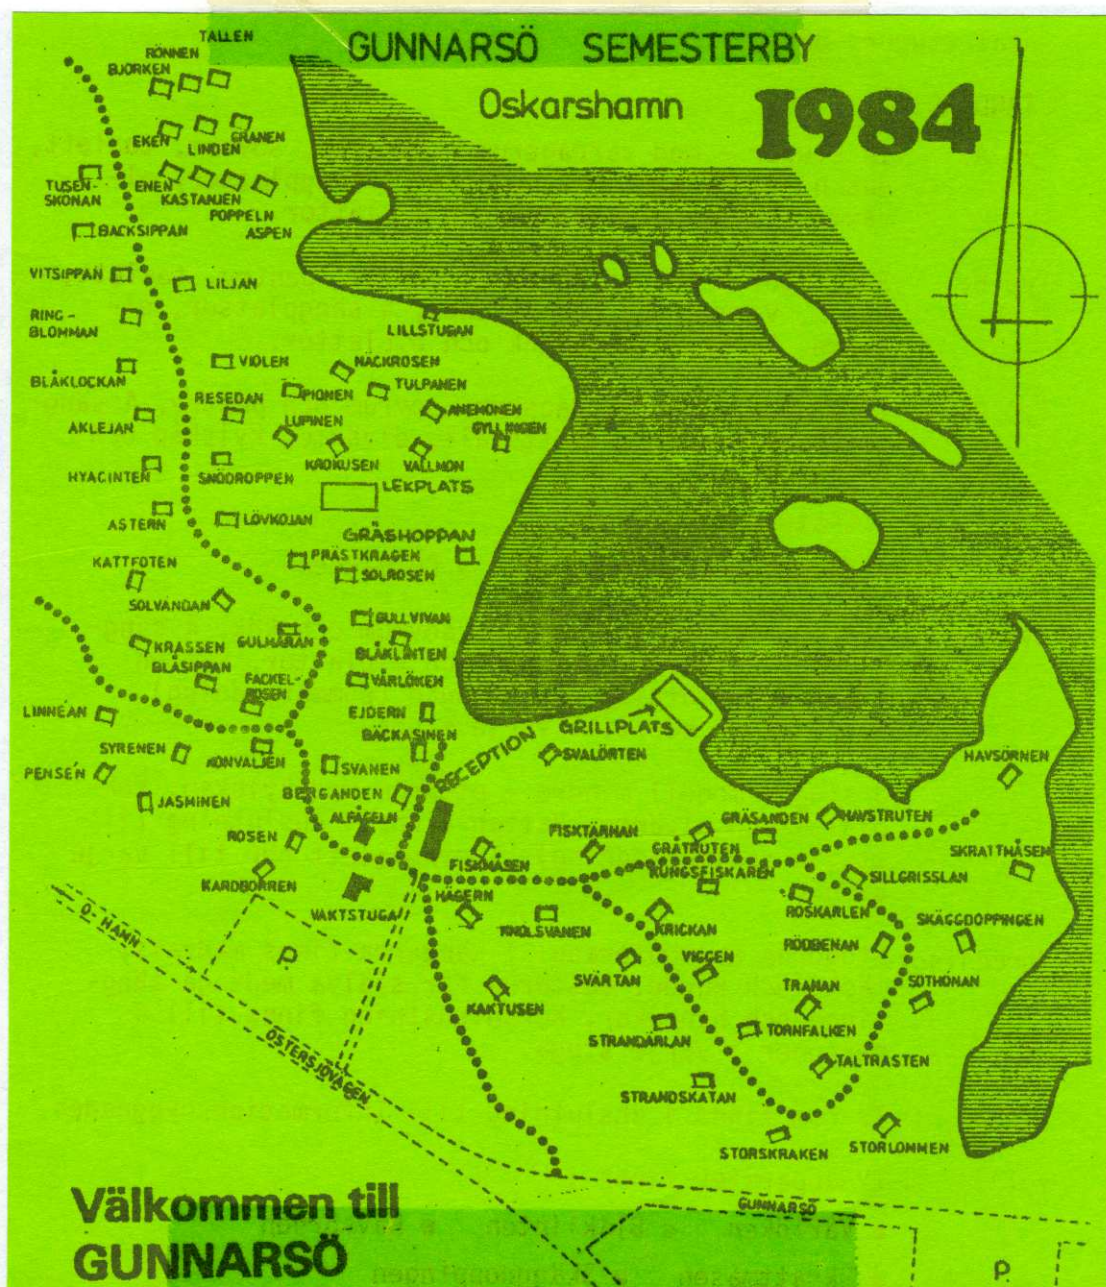 GUNNARSÖ SEMESTERBY
Oskarshamn
1984
TALLEN
RÖNNEN
BJÖRKEN
EKEN
LINDEN
GRANEN
TUSEN-
SKÖNAN
ENEN
KASTANJEN
POPPELN
ASPEN
BACKSIPPAN
VITSIPPAN
LILJAN
RING-
BLOMMAN
LILLSTUGAN
BLÅKLOCKAN
VIOLEN
NÄCKROSEN
RESEDAN
PIONEN
TULPANEN
AKLEJAN
LUPINEN
ANEMONEN
GYLLINGEN
HYACINTEN
SNÖDROPPEN
KROKUSEN
VALLMON
LEKPLATS
ASTERN
LÖVKOJAN
GRÄSHOPPAN
KATTFOTEN
PRÄSTKRAGEN
SOLROSEN
SOLVÄNDAN
GULLVIVAN
KRASSEN
GULMÅRAN
BLÅKLINTEN
BLÅSIPPAN
FACKEL-
ROSEN
VÅRLÖKEN
LINNEAN
EJDERN
BÄCKASINEN
RECEPTION
GRILLPLATS
SYRENEN
KONVALJEN
SVANEN
SVALÖRTEN
HAVSÖRNEN
PENSEN
JASMINEN
BERGANDEN
ALFÅGELN
ROSEN
FISKMÅSEN
FISKTÄRNAN
GRÅTRUTEN
GRÄSANDEN
HAVSTRUTEN
SKRATTMÅSEN
KARDBORREN
KUNGSFISKAREN
SILLGRISSLAN
VAKTSTUGA
HÄGERN
KNÖLSVANEN
KRICKAN
ROSKARLEN
SKÄGGDOPPINGEN
Ö-HAMN
P
SVÄRTAN
VIGGEN
RÖDBENAN
KAKTUSEN
TRANAN
SOTHÖNAN
STRANDÄRLAN
TORNFALKEN
ÖSTERSJÖVÄGEN
TALTRASTEN
STRANDSKATAN
STORSKRAKEN
STORLOMMEN
GUNNARSÖ
P
Välkommen till
GUNNARSÖ